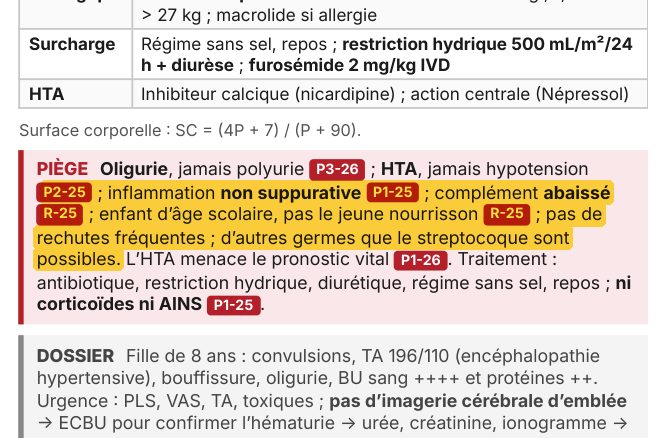 > 27 kg ; macrolide si allergie
Surcharge
Régime sans sel, repos ; restriction hydrique 500 mL/m²/24
h + diurèse ; furosémide 2 mg/kg IVD
HTA
Inhibiteur calcique (nicardipine) ; action centrale (Népressol)
Surface corporelle : SC = (4P + 7) / (P + 90).
PIÈGE Oligurie, jamais polyurie P3-26 ; HTA, jamais hypotension
P2-25 ; inflammation non suppurative P1-25 ; complément abaissé
R-25 ; enfant d’âge scolaire, pas le jeune nourrisson R-25 ; pas de
rechutes fréquentes ; d’autres germes que le streptocoque sont
possibles. L’HTA menace le pronostic vital P1-26. Traitement :
antibiotique, restriction hydrique, diurétique, régime sans sel, repos ; ni
corticoïdes ni AINS P1-25.
DOSSIER Fille de 8 ans : convulsions, TA 196/110 (encéphalopathie
hypertensive), bouffissure, oligurie, BU sang ++++ et protéines ++.
Urgence : PLS, VAS, TA, toxiques ; pas d’imagerie cérébrale d’emblée
→ ECBU pour confirmer l’hématurie → urée, créatinine, ionogramme →